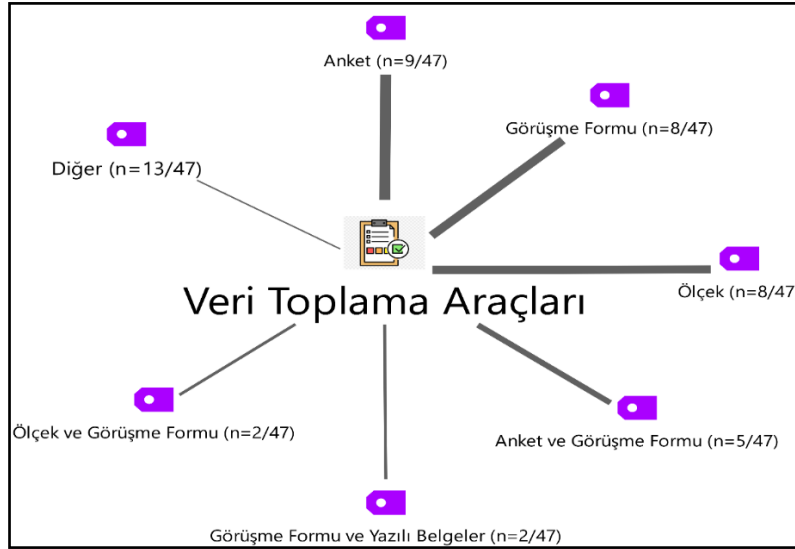 Anket (n=9/47)
Görüşme Formu (n=8/47)
Diğer (n=13/47)
Ölçek (n=8/47
Veri Toplama Araçları
Ölçek ve Görüşme Formu (n=2/47)
Anket ve Görüşme Formu (n=5/47)
Görüşme Formu ve Yazılı Belgeler (n=2/47)